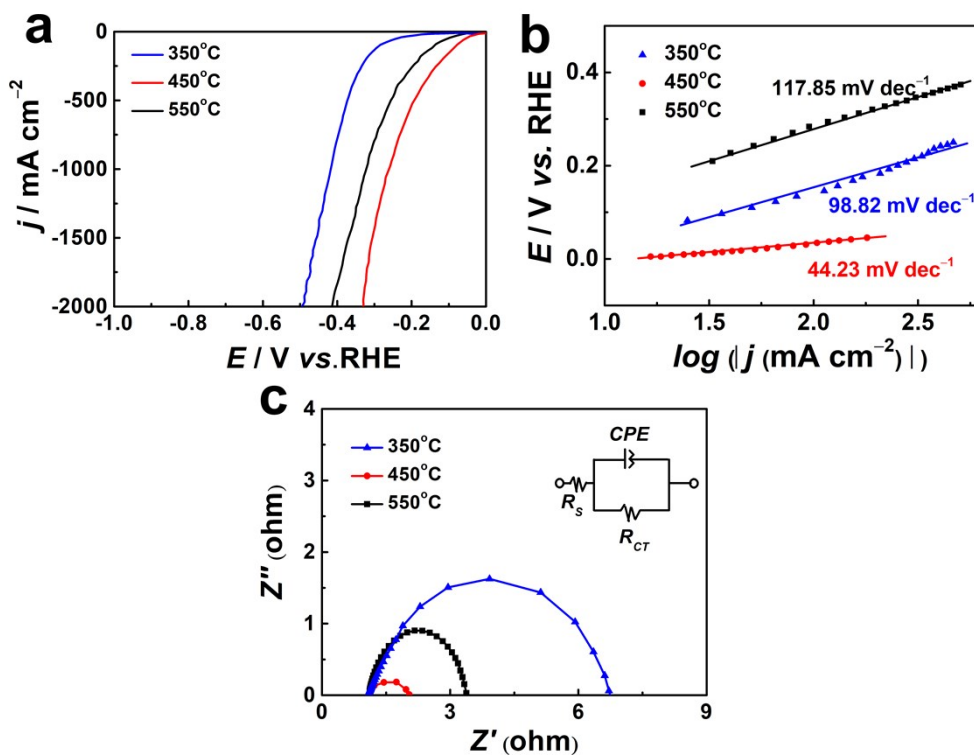 a
0
-500
-1000
-1500
-2000
-1.0 -0.8 -0.6 -0.4 -0.2 0.0
j / mA cm⁻²
E / V vs.RHE
350°C
450°C
550°C
b
0.4
0.2
0.0
1.0 1.5 2.0 2.5
E / V vs. RHE
log (|j (mA cm⁻²) |)
350°C
450°C
550°C
117.85 mV dec⁻¹
98.82 mV dec⁻¹
44.23 mV dec⁻¹
c
4
3
2
1
0
0 3 6 9
Z'' (ohm)
Z' (ohm)
350°C
450°C
550°C
CPE
R_S
R_CT